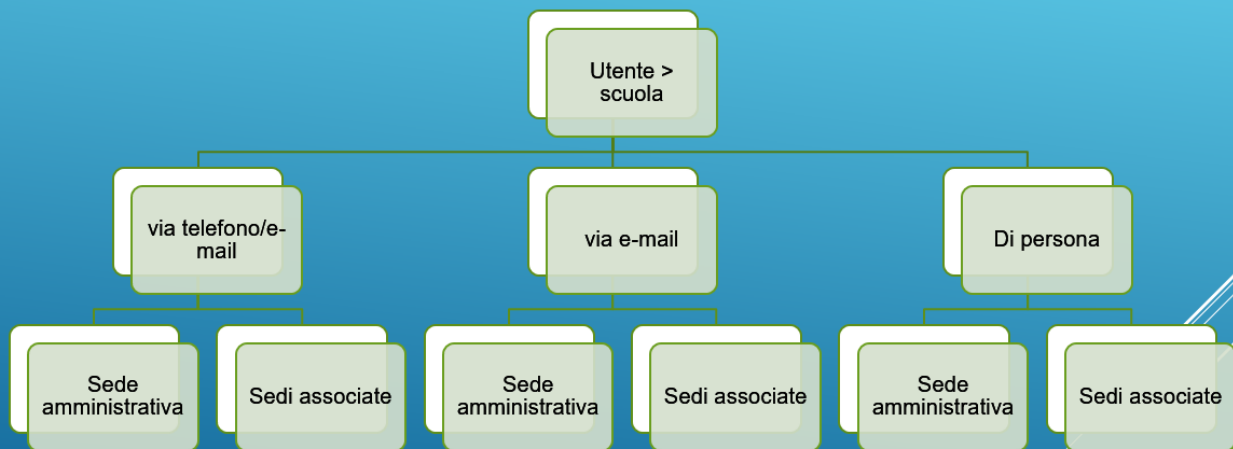 Utente >
scuola
via telefono/e-
mail
via e-mail
Di persona
Sede
amministrativa
Sedi associate
Sede
amministrativa
Sedi associate
Sede
amministrativa
Sedi associate